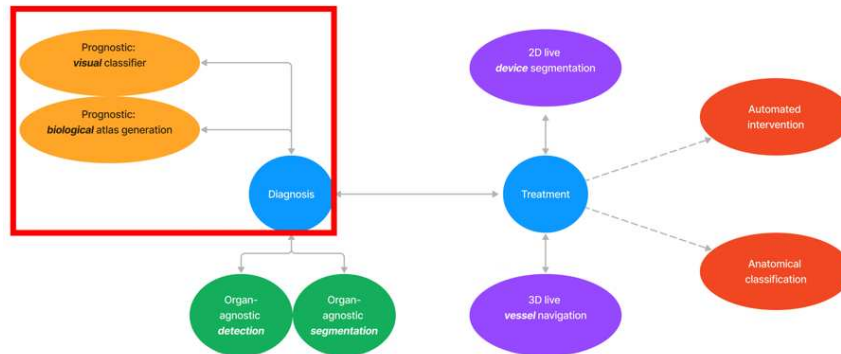 Prognostic:
visual classifier
Prognostic:
biological atlas generation
Diagnosis
Organ-
agnostic
detection
Organ-
agnostic
segmentation
2D live
device segmentation
Treatment
3D live
vessel navigation
Automated
intervention
Anatomical
classification